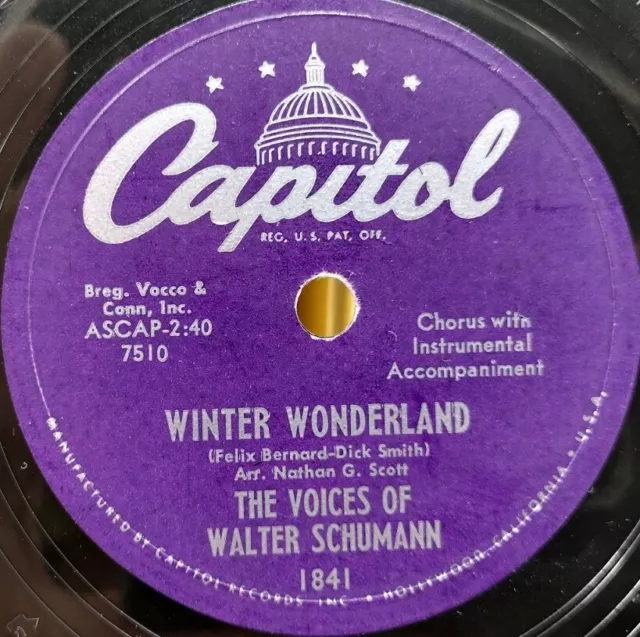 Capitol
REG. U.S. PAT. OFF.
Breg. Vocco &
Conn, Inc.
ASCAP-2:40
7510
Chorus with
Instrumental
Accompaniment
WINTER WONDERLAND
(Felix Bernard-Dick Smith)
Arr. Nathan G. Scott
THE VOICES OF
WALTER SCHUMANN
1841
MANUFACTURED BY CAPITOL RECORDS INC. • HOLLYWOOD, CALIFORNIA • U.S.A.